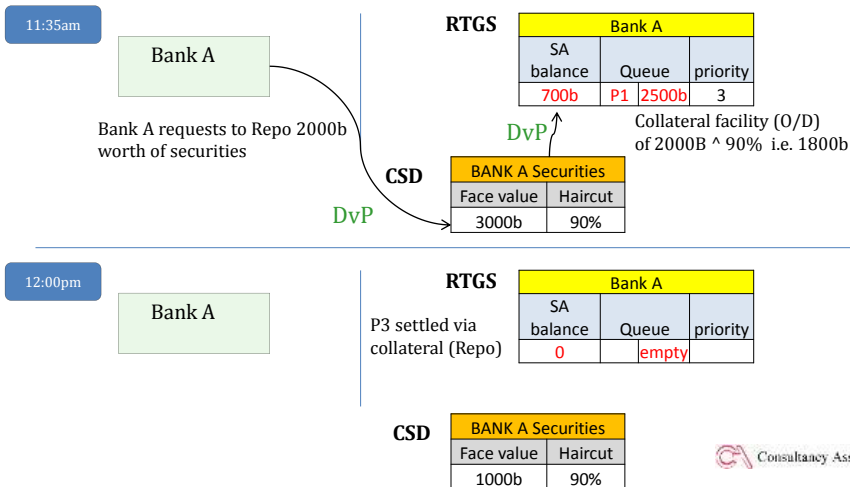 11:35am
Bank A
Bank A requests to Repo 2000b
worth of securities
DvP
RTGS
Bank A
SA
balance Queue priority
700b P1 2500b 3
DvP
Collateral facility (O/D)
of 2000B ^ 90% i.e. 1800b
CSD
BANK A Securities
Face value Haircut
3000b 90%
12:00pm
Bank A
P3 settled via
collateral (Repo)
RTGS
Bank A
SA
balance Queue priority
0 empty
CSD
BANK A Securities
Face value Haircut
1000b 90%
CA Consultancy Ass